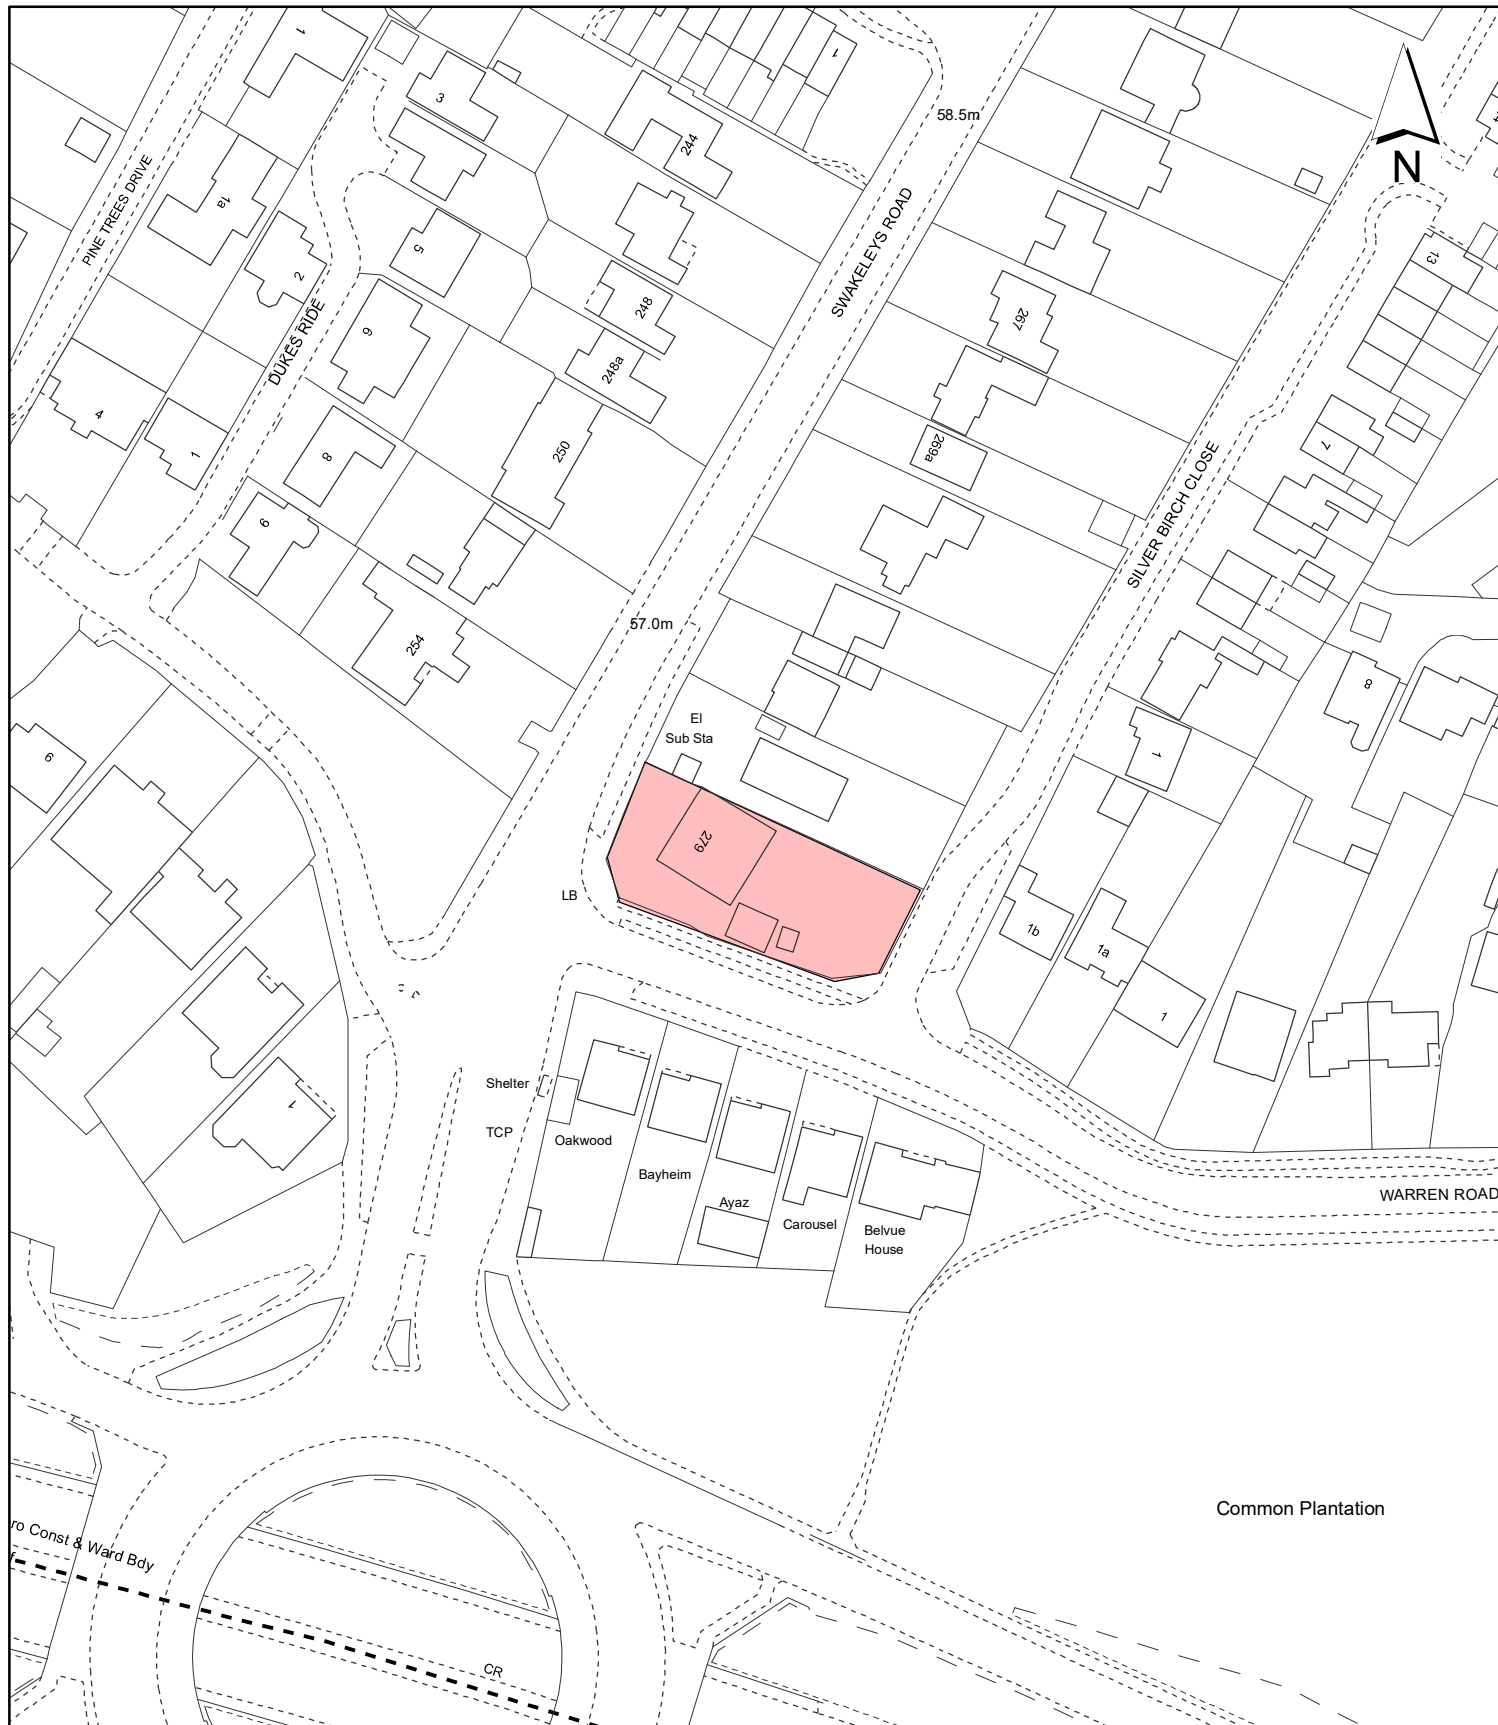 1
3
1
244
58.5m
N
PINE TREES DRIVE
1a
2
5
SWAKELEYS ROAD
13
248
267
DUKES RIDE
6
248a
4
1
8
250
269a
7
SILVER BIRCH CLOSE
9
254
57.0m
8
El
Sub Sta
9
1
279
LB
1b
1a
1
Shelter
1
TCP
Oakwood
Bayheim
Ayaz
Carousel
Belvue
House
WARREN ROAD
Common Plantation
ro Const & Ward Bdy
CR